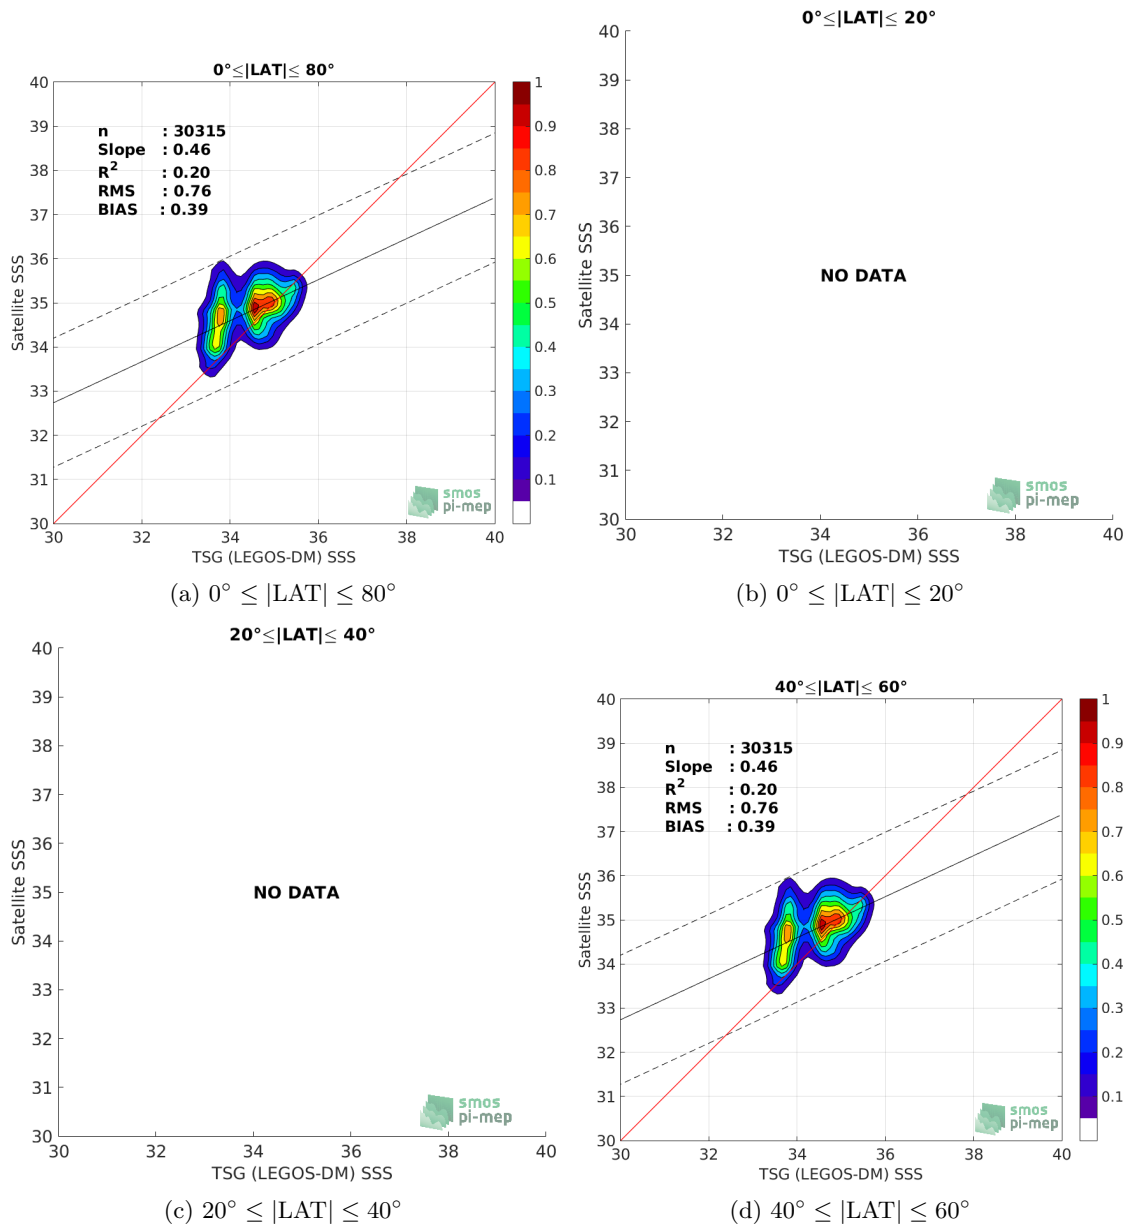 0°≤|LAT|≤ 80°
40
39
38
37
36
35
34
33
32
31
30
Satellite SSS
n : 30315
Slope : 0.46
R² : 0.20
RMS : 0.76
BIAS : 0.39
smos
pi-mep
30 32 34 36 38 40
TSG (LEGOS-DM) SSS
1
0.9
0.8
0.7
0.6
0.5
0.4
0.3
0.2
0.1
(a) 0° ≤ |LAT| ≤ 80°
0°≤|LAT|≤ 20°
40
39
38
37
36
35
34
33
32
31
30
Satellite SSS
NO DATA
smos
pi-mep
30 32 34 36 38 40
TSG (LEGOS-DM) SSS
(b) 0° ≤ |LAT| ≤ 20°
20°≤|LAT|≤ 40°
40
39
38
37
36
35
34
33
32
31
30
Satellite SSS
NO DATA
smos
pi-mep
30 32 34 36 38 40
TSG (LEGOS-DM) SSS
(c) 20° ≤ |LAT| ≤ 40°
40°≤|LAT|≤ 60°
40
39
38
37
36
35
34
33
32
31
30
Satellite SSS
n : 30315
Slope : 0.46
R² : 0.20
RMS : 0.76
BIAS : 0.39
smos
pi-mep
30 32 34 36 38 40
TSG (LEGOS-DM) SSS
1
0.9
0.8
0.7
0.6
0.5
0.4
0.3
0.2
0.1
(d) 40° ≤ |LAT| ≤ 60°